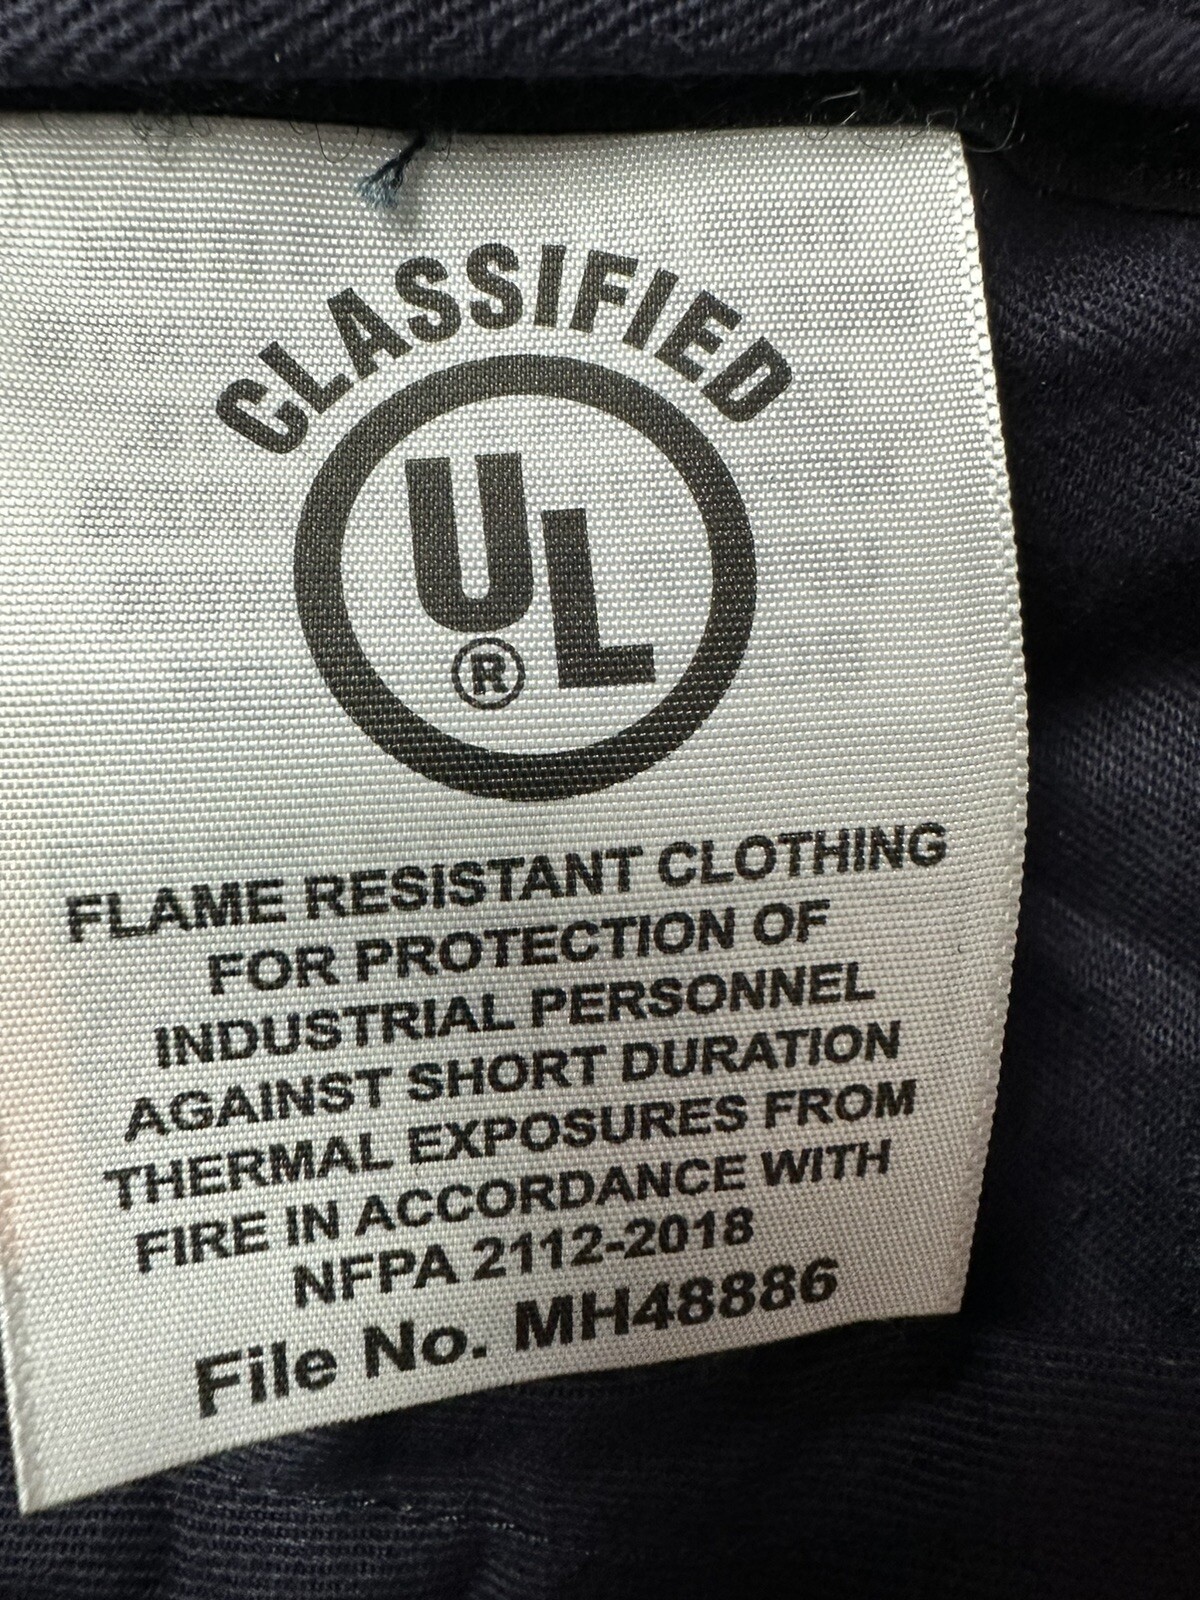 CLASSIFIED
UL
®
FLAME RESISTANT CLOTHING
FOR PROTECTION OF
INDUSTRIAL PERSONNEL
AGAINST SHORT DURATION
THERMAL EXPOSURES FROM
FIRE IN ACCORDANCE WITH
NFPA 2112-2018
File No. MH48886